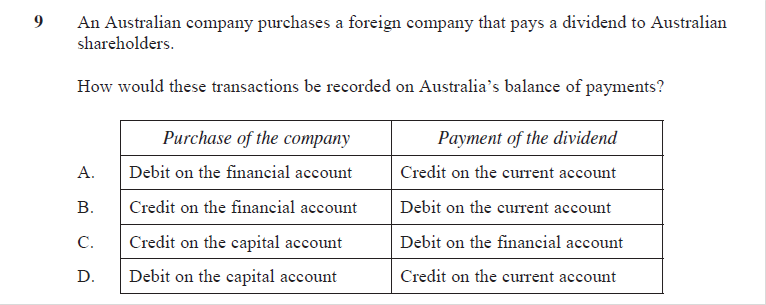 9 An Australian company purchases a foreign company that pays a dividend to Australian
shareholders.
How would these transactions be recorded on Australia's balance of payments?
Purchase of the company Payment of the dividend
A. Debit on the financial account Credit on the current account
B. Credit on the financial account Debit on the current account
C. Credit on the capital account Debit on the financial account
D. Debit on the capital account Credit on the current account